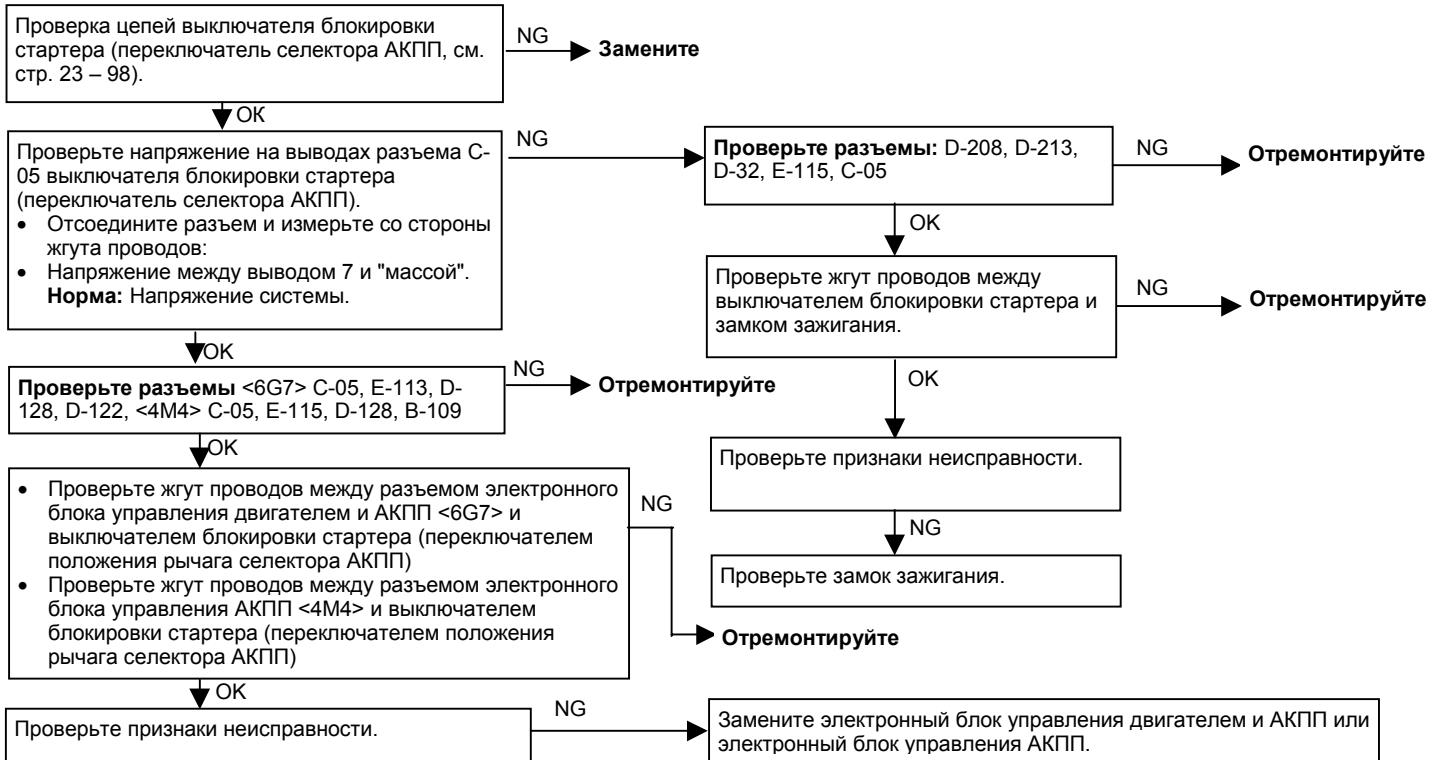 Проверка цепей выключателя блокировки
стартера (переключатель селектора АКПП, см.
стр. 23 – 98).
NG
Замените
OK
Проверьте напряжение на выводах разъема C-
05 выключателя блокировки стартера
(переключатель селектора АКПП).
• Отсоедините разъем и измерьте со стороны
жгута проводов:
• Напряжение между выводом 7 и "массой".
Норма: Напряжение системы.
NG
Проверьте разъемы: D-208, D-213,
D-32, E-115, C-05
NG
Отремонтируйте
OK
Проверьте жгут проводов между
выключателем блокировки стартера и
замком зажигания.
NG
Отремонтируйте
OK
Проверьте признаки неисправности.
NG
Проверьте замок зажигания.
OK
Проверьте разъемы <6G7> C-05, E-113, D-
128, D-122, <4M4> C-05, E-115, D-128, B-109
NG
Отремонтируйте
OK
• Проверьте жгут проводов между разъемом электронного
блока управления двигателем и АКПП <6G7> и
выключателем блокировки стартера (переключателем
положения рычага селектора АКПП)
• Проверьте жгут проводов между разъемом электронного
блока управления АКПП <4M4> и выключателем
блокировки стартера (переключателем положения
рычага селектора АКПП)
NG
Отремонтируйте
OK
Проверьте признаки неисправности.
NG
Замените электронный блок управления двигателем и АКПП или
электронный блок управления АКПП.